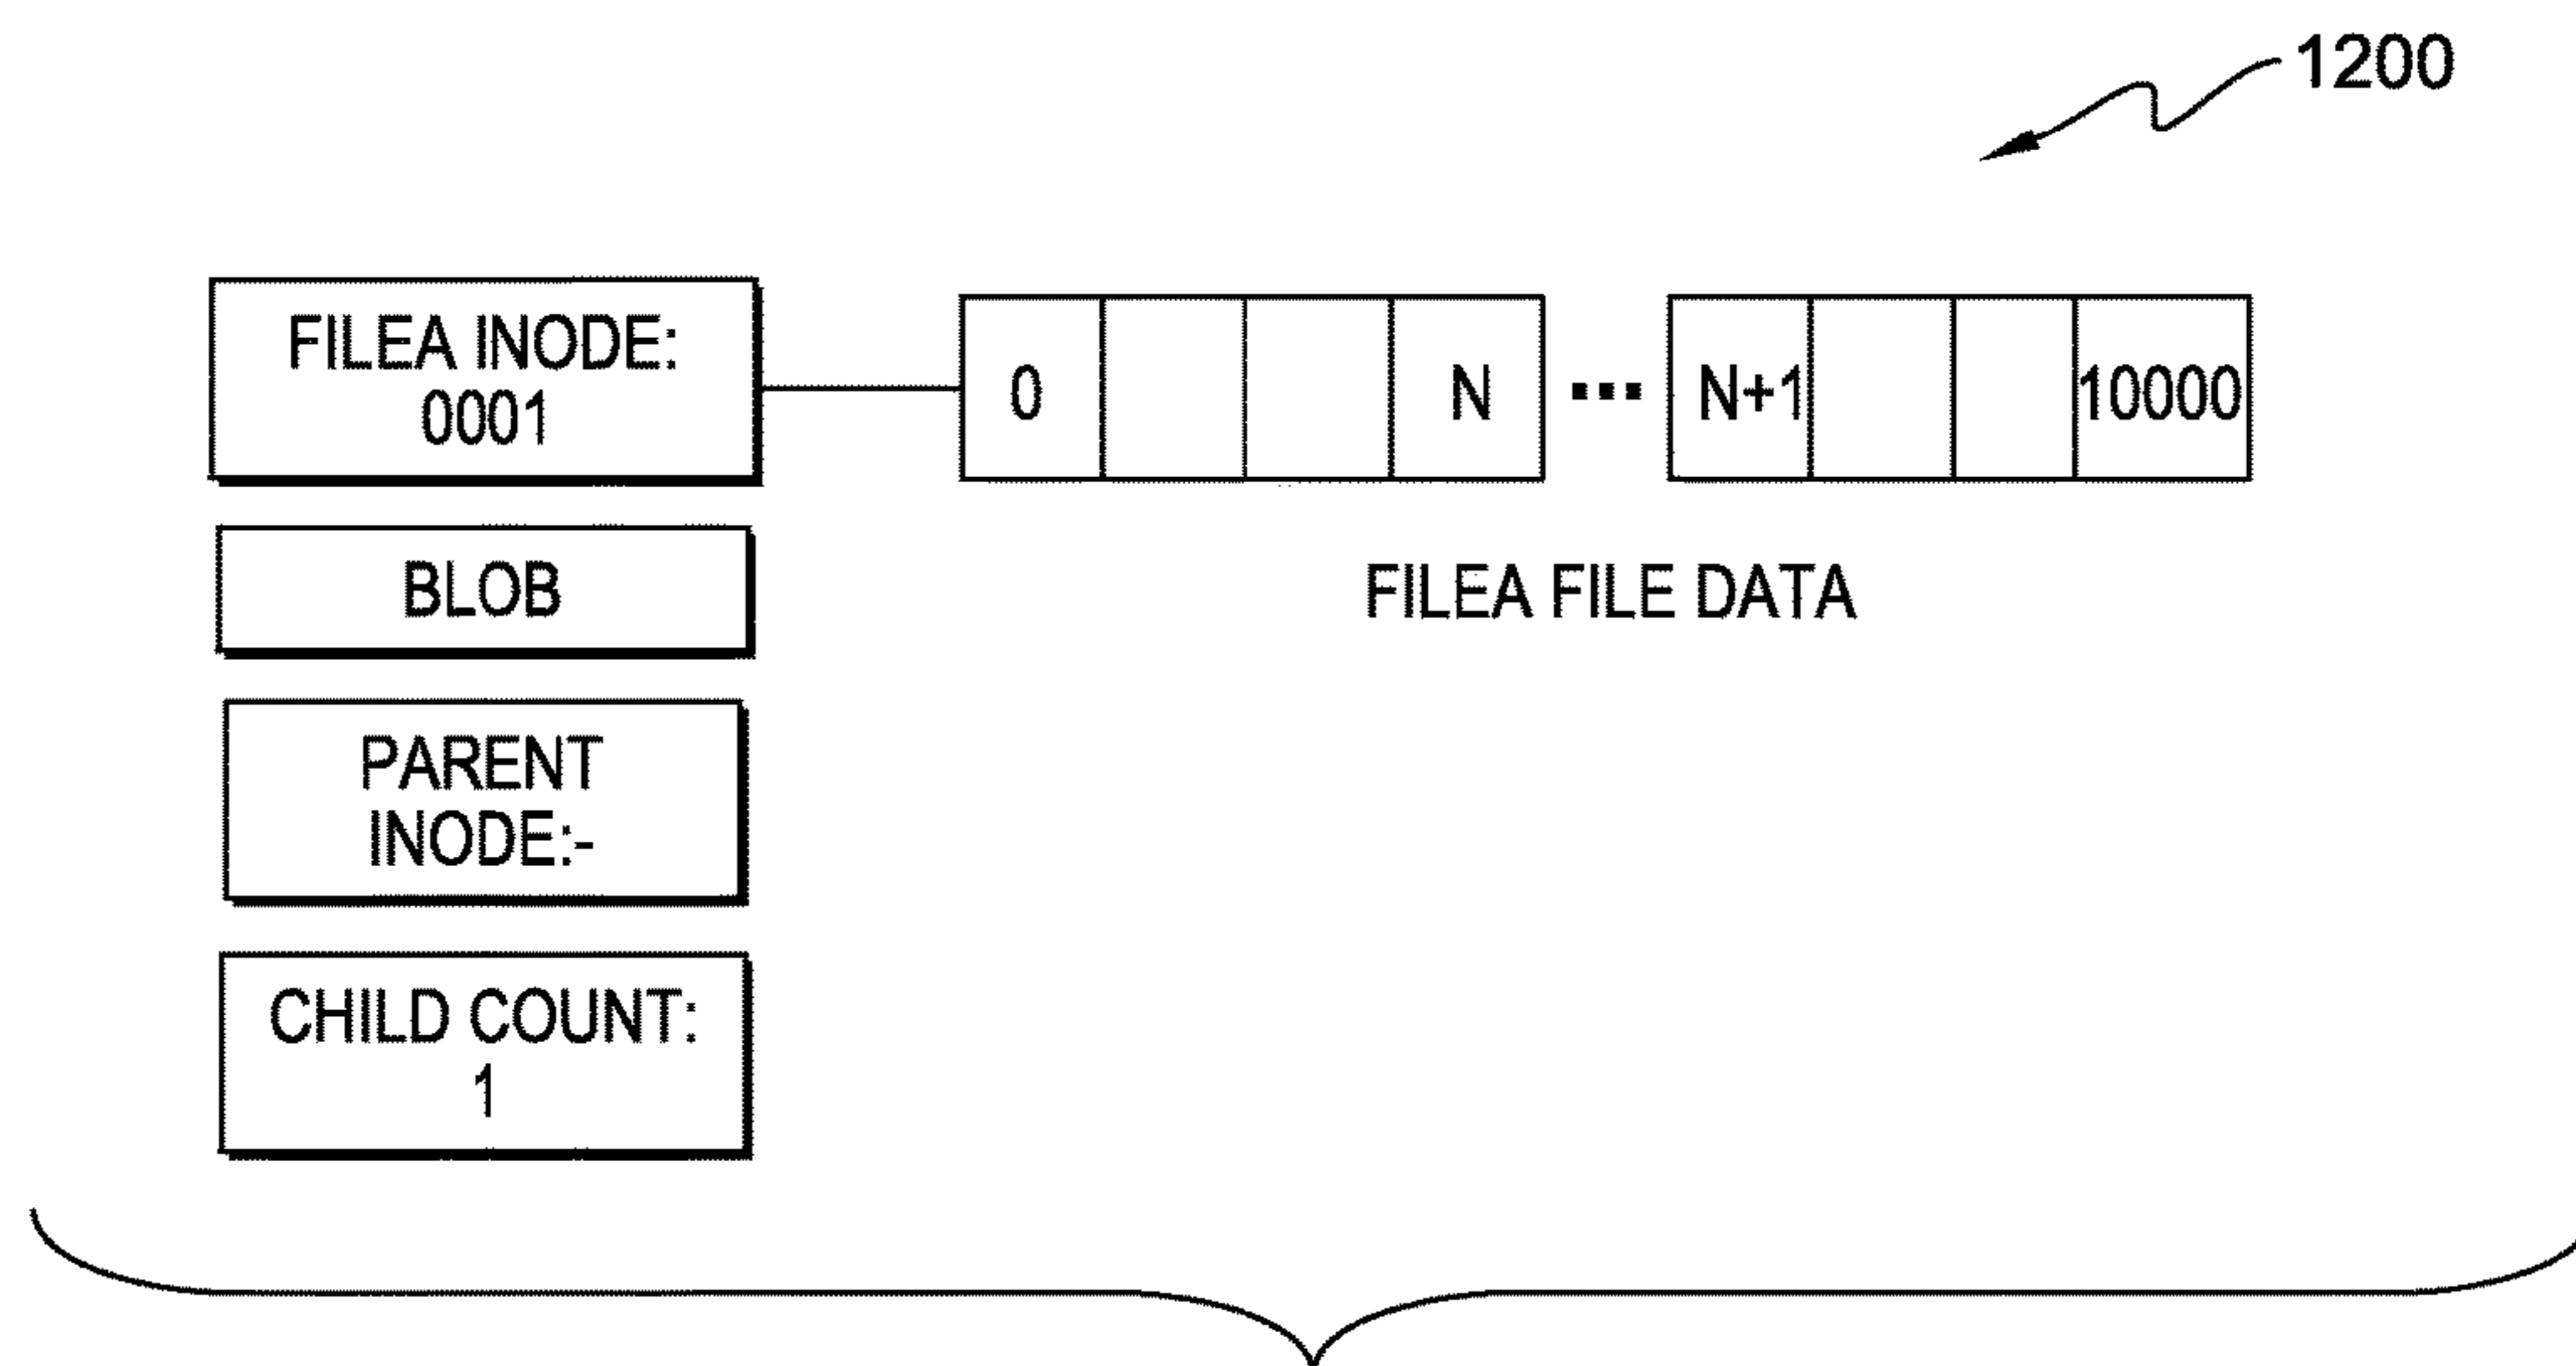 1200
FILEA INODE:
0001
0 N ... N+1 10000
BLOB
FILEA FILE DATA
PARENT
INODE:-
CHILD COUNT:
1